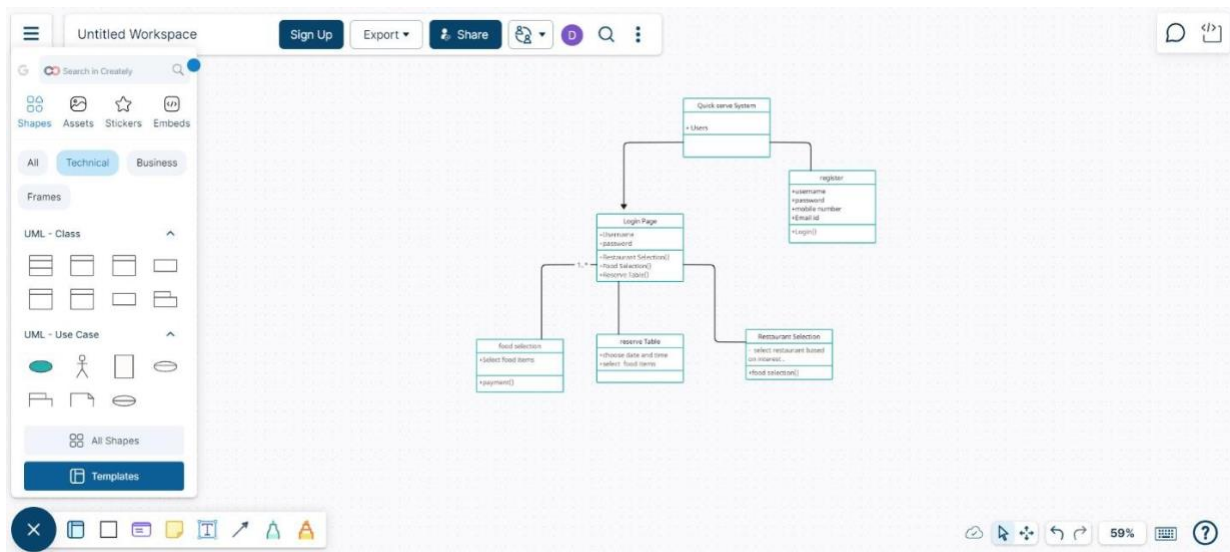 Untitled Workspace
Sign Up
Export
Share
D
Search in Creately
Shapes
Assets
Stickers
Embeds
All
Technical
Business
Frames
UML - Class
UML - Use Case
All Shapes
Templates
Quick serve System
+ Users
register
+username
+password
+mobile number
+Email id
+Login()
Login Page
-Username
-password
+Restaurant Selection()
+Food Selection()
+Reserve Table()
1..*
food selection
+Select food items
+payment()
reserve Table
+choose date and time
+select food items
Restaurant Selection
- select restaurant based
on interest..
+food selection()
59%